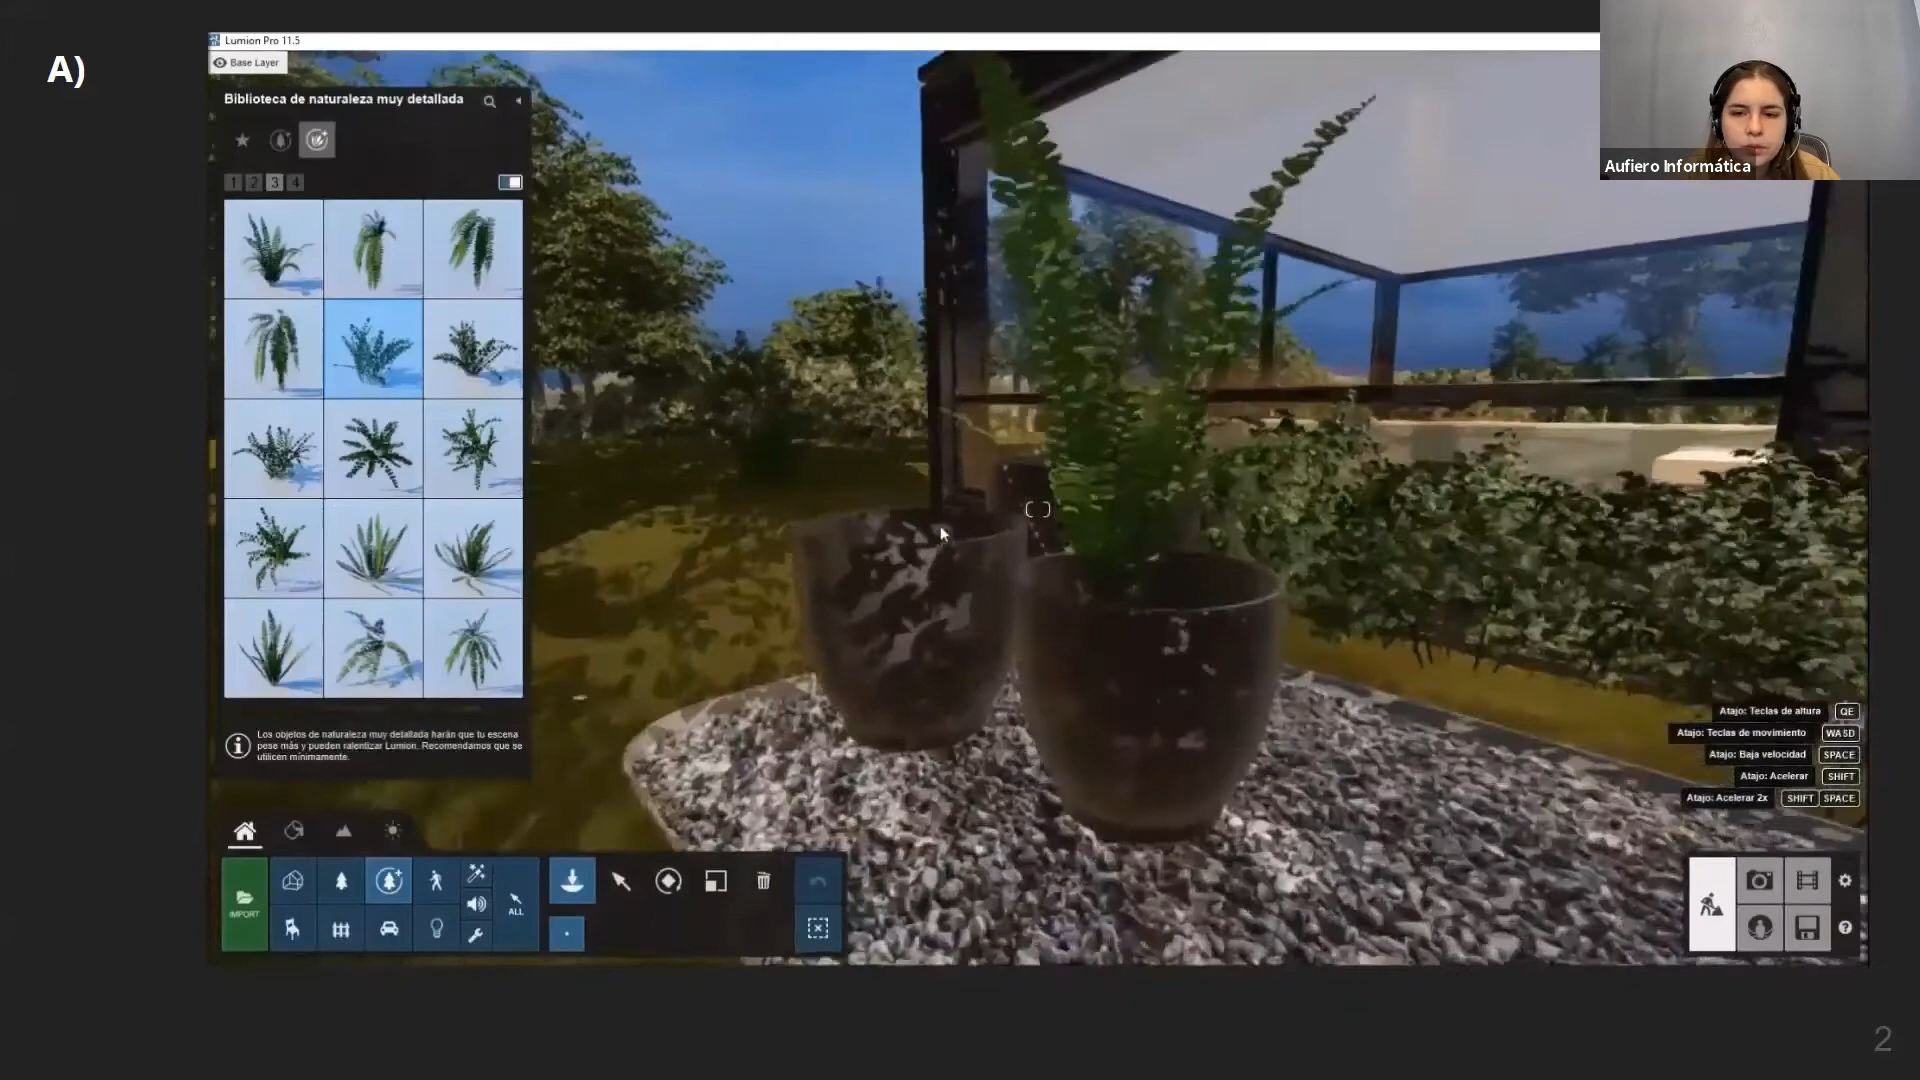 A)
Lumion Pro 11.5
Base Layer
Biblioteca de naturaleza muy detallada
1 2 3 4
Los objetos de naturaleza muy detallada harán que tu escena
pese más y pueden ralentizar Lumion. Recomendamos que se
utilicen mínimamente.
IMPORT
ALL
Aufiero Informática
Atajo: Teclas de altura QE
Atajo: Teclas de movimiento WASD
Atajo: Baja velocidad SPACE
Atajo: Acelerar SHIFT
Atajo: Acelerar 2x SHIFT SPACE
?
2